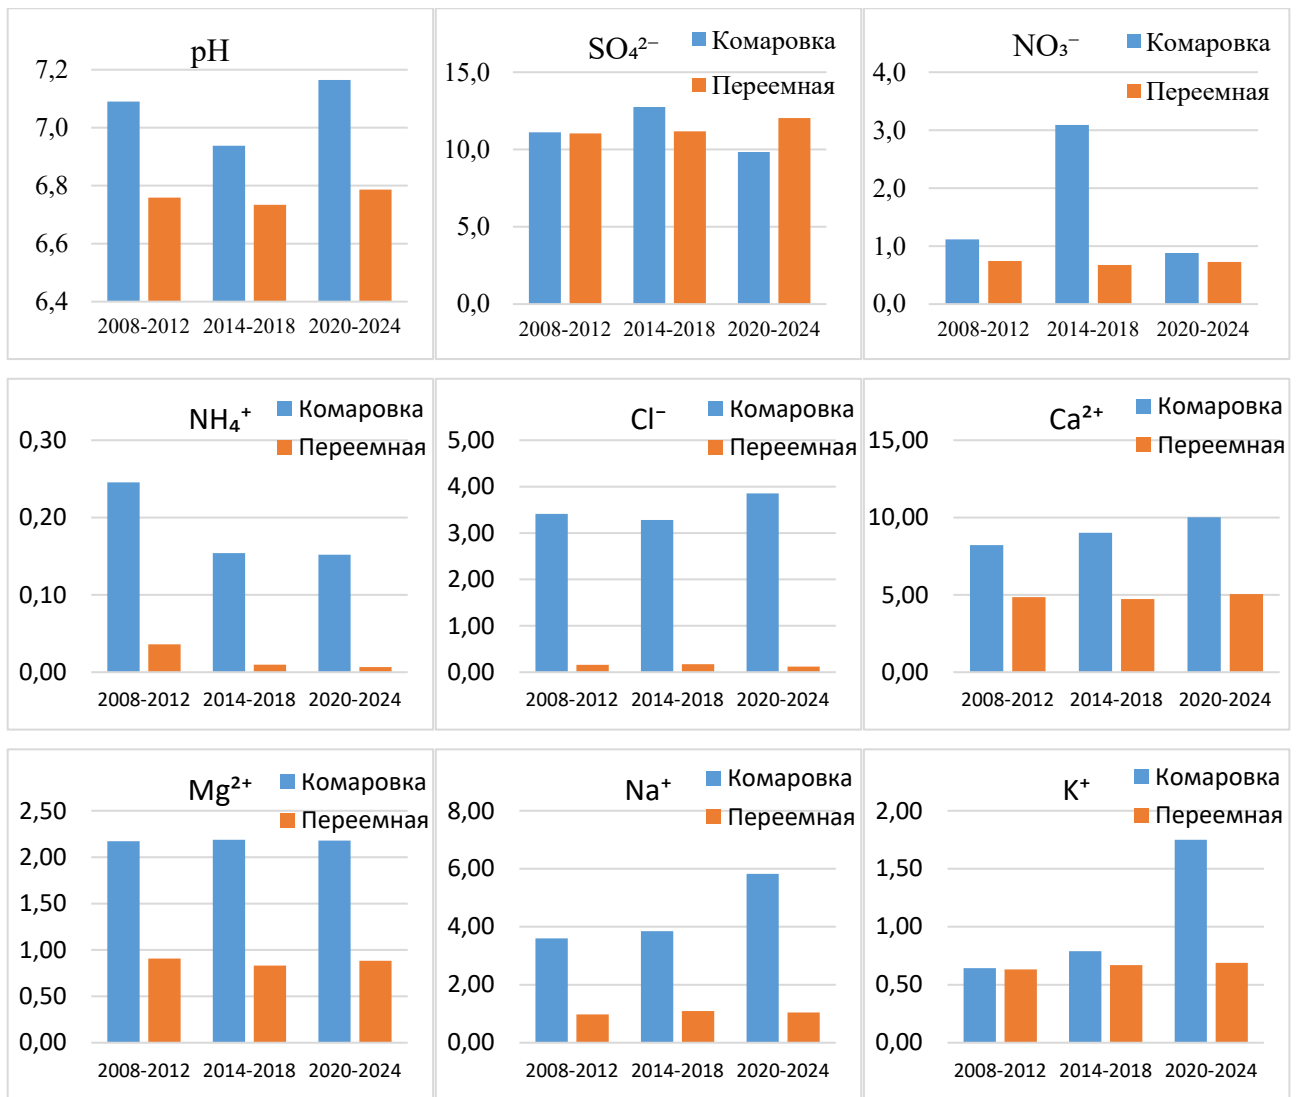 pH
7,2
7,0
6,8
6,6
6,4
2008-2012 2014-2018 2020-2024
SO₄²⁻
Комаровка
Переемная
15,0
10,0
5,0
0,0
2008-2012 2014-2018 2020-2024
NO₃⁻
Комаровка
Переемная
4,0
3,0
2,0
1,0
0,0
2008-2012 2014-2018 2020-2024
NH₄⁺
Комаровка
Переемная
0,30
0,20
0,10
0,00
2008-2012 2014-2018 2020-2024
Cl⁻
Комаровка
Переемная
5,00
4,00
3,00
2,00
1,00
0,00
2008-2012 2014-2018 2020-2024
Ca²⁺
Комаровка
Переемная
15,00
10,00
5,00
0,00
2008-2012 2014-2018 2020-2024
Mg²⁺
Комаровка
Переемная
2,50
2,00
1,50
1,00
0,50
0,00
2008-2012 2014-2018 2020-2024
Na⁺
Комаровка
Переемная
8,00
6,00
4,00
2,00
0,00
2008-2012 2014-2018 2020-2024
K⁺
Комаровка
Переемная
2,00
1,50
1,00
0,50
0,00
2008-2012 2014-2018 2020-2024